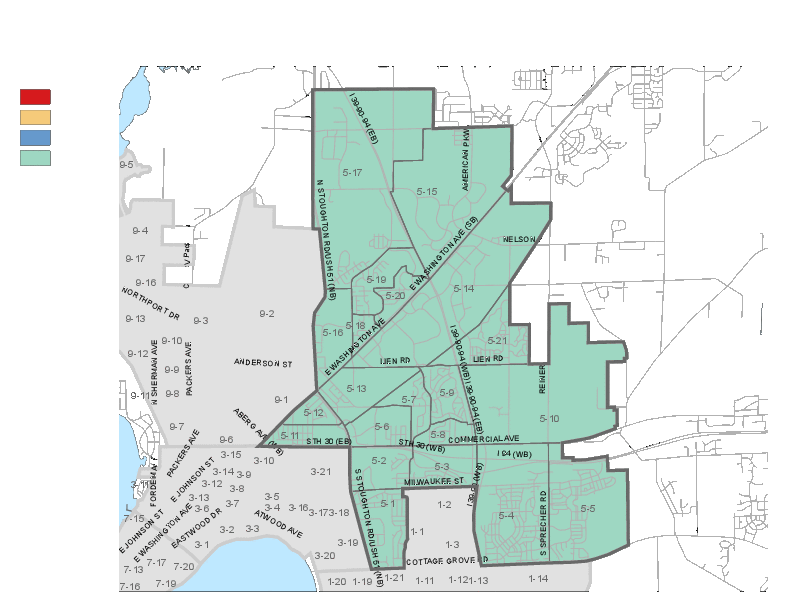 I 39-90-94 (EB)
AMERICAN PKW
9-5
5-17
5-15
N STOUGHTON RD/USH 51 (NB)
E WASHINGTON AVE (SB)
NELSON
9-4
9-17
9-16
5-19
5-20
5-14
NORTHPORT DR
9-13
9-3
9-2
5-16
5-18
E WASHINGTON AVE
I 39-90-94 (WB)
5-21
9-10
9-12
N SHERMAN AVE
PACKERS AVE
ANDERSON ST
LIEN RD
LIEN RD
9-9
REINER
9-8
9-11
9-1
5-13
5-7
5-9
I 39-90-94 (EB)
5-12
5-10
ABERG AVE (WB)
9-7
9-6
5-11
5-6
5-8
STH 30 (EB)
STH 30 (WB)
COMMERCIAL AVE
I 94 (WB)
PACKERS AVE
3-15
3-10
5-2
5-3
FORDEM
E JOHNSON ST
3-14
3-9
3-21
MILWAUKEE ST
3-12
3-8
3-13
3-5
3-7
3-6
3-4
3-16
3-17
3-18
S STOUGHTON RD/USH 51 (NB)
5-1
1-2
5-4
S SPRECHER RD
5-5
7-15
E JOHNSON ST
E WASHINGTON AVE
EASTWOOD DR
ATWOOD AVE
3-2
3-3
1-1
3-1
3-19
1-3
3-20
COTTAGE GROVE RD
7-17
7-20
7-13
7-16
7-19
1-20
1-19
1-21
1-11
1-12
1-13
1-14